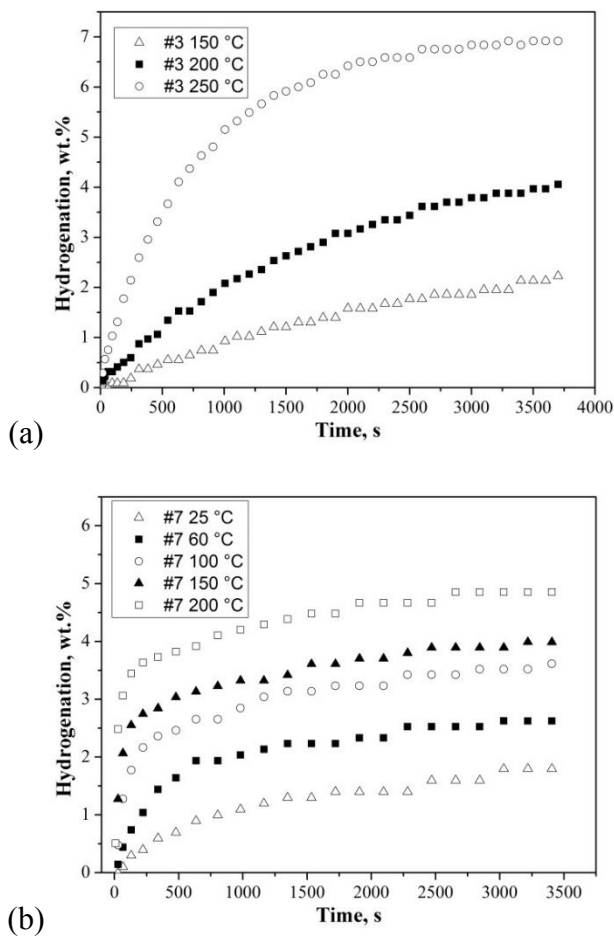 #3 150 °C
#3 200 °C
#3 250 °C
Hydrogenation, wt.%
7
6
5
4
3
2
1
0
0 500 1000 1500 2000 2500 3000 3500 4000
Time, s
(a)
#7 25 °C
#7 60 °C
#7 100 °C
#7 150 °C
#7 200 °C
Hydrogenation, wt.%
6
5
4
3
2
1
0
0 500 1000 1500 2000 2500 3000 3500
Time, s
(b)